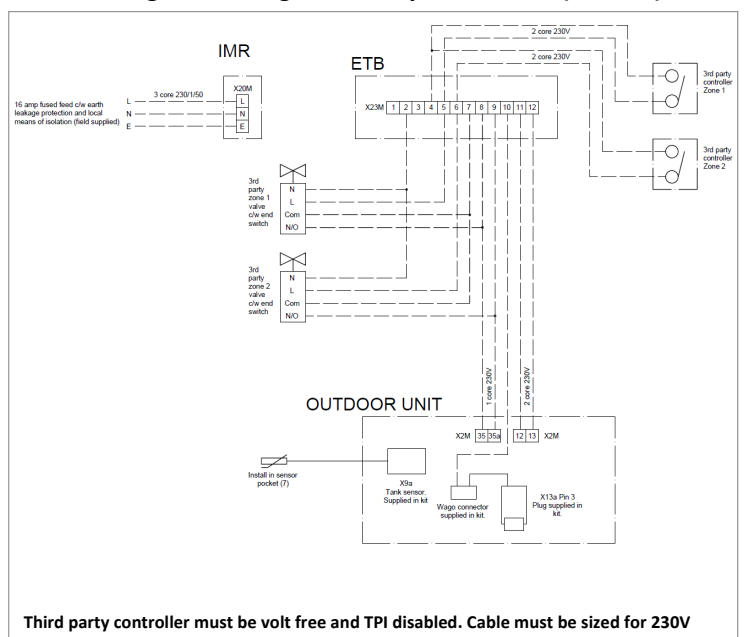 IMR
X20M
L
N
E
3 core 230/1/50
L
N
E
16 amp fused feed c/w earth
leakage protection and local
means of isolation (field supplied)
ETB
X23M 1 2 3 4 5 6 7 8 9 10 11 12
2 core 230V
2 core 230V
3rd
party
controller
Zone 1
3rd party
controller
Zone 2
3rd
party
zone 1
valve
c/w end
switch
N
L
Com
N/O
3rd
party
zone 2
valve
c/w end
switch
N
L
Com
N/O
1 core 230V
2 core 230V
OUTDOOR UNIT
X2M 35 35a 12 13 X2M
Install in sensor
pocket (7)
X9a
Tank sensor.
Supplied in kit
Wago connector
supplied in kit.
X13a Pin 3
Plug supplied in
kit.
Third party controller must be volt free and TPI disabled. Cable must be sized for 230V